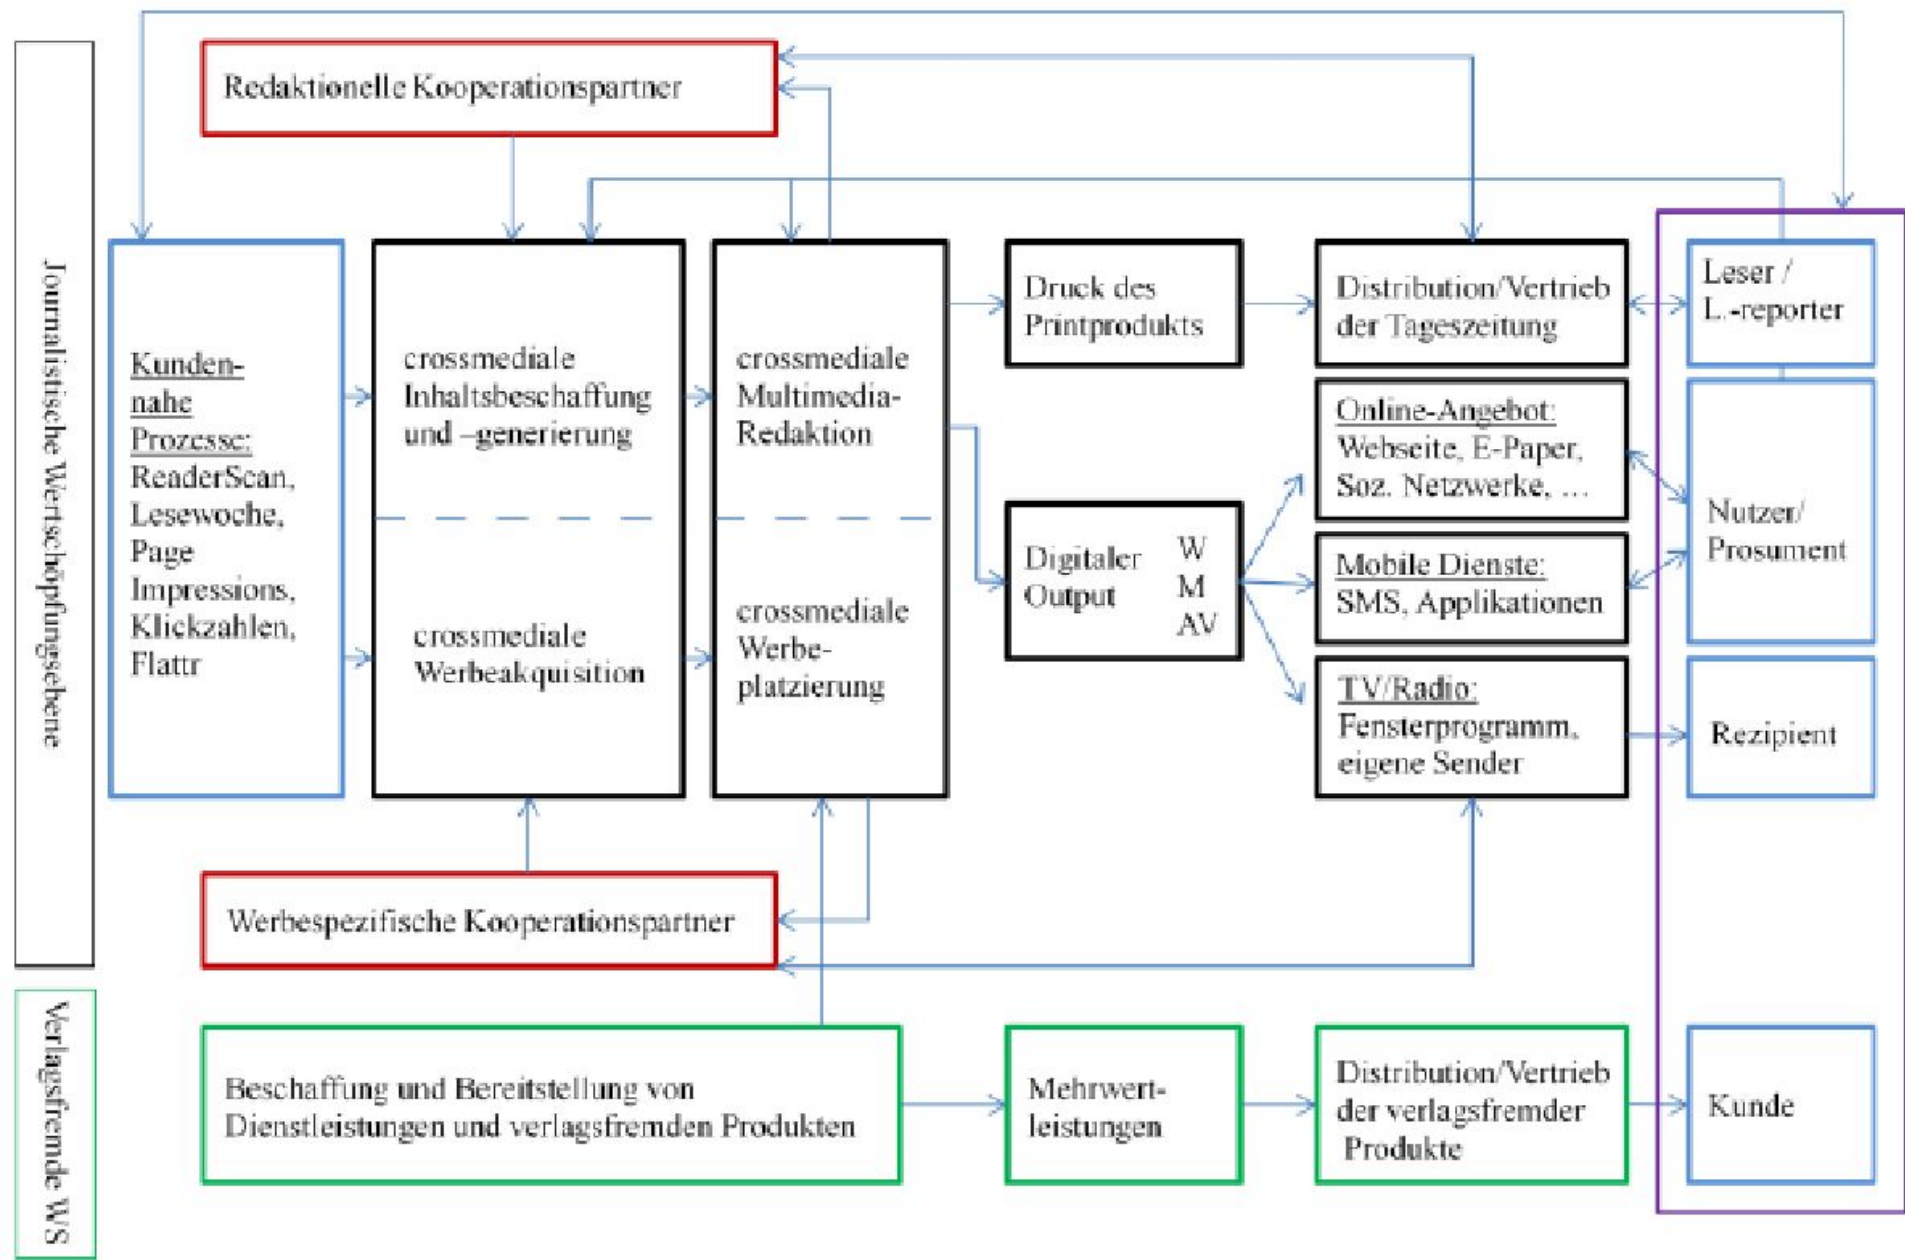 Journalistische Wertschöpfungsebene
Redaktionelle Kooperationspartner
Kunden-
nahe
Prozesse:
ReaderScan,
Lesewoche,
Page
Impressions,
Klickzahlen,
Flattr
crossmediale
Inhaltsbeschaffung
und –generierung
crossmediale
Werbeakquisition
crossmediale
Multimedia-
Redaktion
crossmediale
Werbe-
platzierung
Druck des
Printprodukts
Digitaler
Output
W
M
AV
Distribution/Vertrieb
der Tageszeitung
Online-Angebot:
Webseite, E-Paper,
Soz. Netzwerke, …
Mobile Dienste:
SMS, Applikationen
TV/Radio:
Fensterprogramm,
eigene Sender
Leser /
L.-reporter
Nutzer/
Prosument
Rezipient
Werbespezifische Kooperationspartner
Verlagsfremde WS
Beschaffung und Bereitstellung von
Dienstleistungen und verlagsfremden Produkten
Mehrwert-
leistungen
Distribution/Vertrieb
der verlagsfremder
Produkte
Kunde